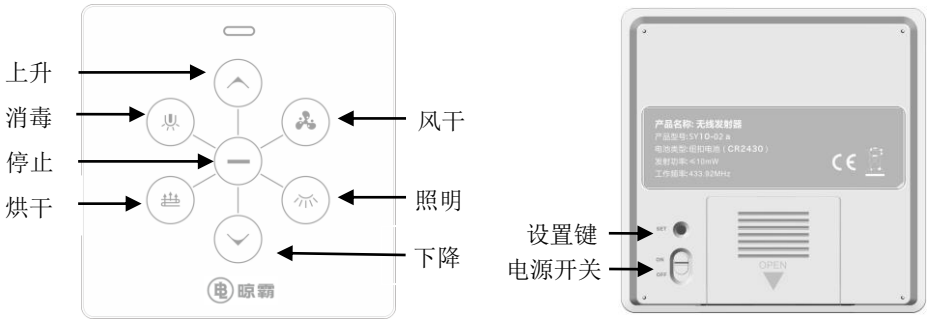 上升
消毒
停止
烘干
风干
照明
下降
电 晾霸
产品名称: 无线发射器
产品型号:SY10-02 a
电池类型:纽扣电池 ( CR2430 )
发射功率:≤10mW
工作频率:433.92MHz
CE
设置键
SET
电源开关
ON
OFF
OPEN